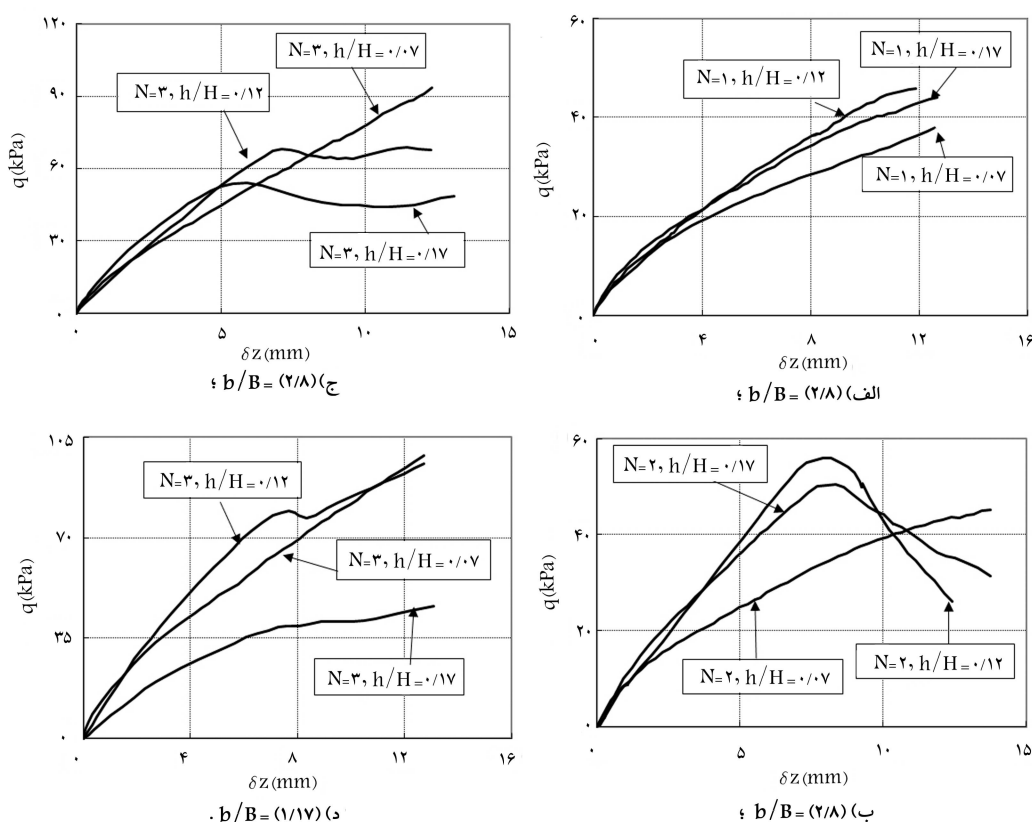 ۱۲۰
۹۰
۶۰
۳۰
۰
q(kPa)
N=۳, h/H=۰/۰۷
N=۳, h/H=۰/۱۲
N=۳, h/H=۰/۱۷
۰ ۵ ۱۰ ۱۵
δz(mm)
ج) b/B= (۲/۸) ؛
۶۰
۴۰
۲۰
۰
q(kPa)
N=۱, h/H=۰/۱۷
N=۱, h/H=۰/۱۲
N=۱, h/H=۰/۰۷
۰ ۴ ۸ ۱۲ ۱۶
δz(mm)
الف) b/B= (۲/۸) ؛
۱۰۵
۷۰
۳۵
۰
q(kPa)
N=۳, h/H=۰/۱۲
N=۳, h/H=۰/۰۷
N=۳, h/H=۰/۱۷
۰ ۴ ۸ ۱۲ ۱۶
δz(mm)
د) b/B= (۱/۱۷) .
۶۰
۴۰
۲۰
۰
q(kPa)
N=۲, h/H=۰/۱۷
N=۲, h/H=۰/۱۲
N=۲, h/H=۰/۰۷
۰ ۵ ۱۰ ۱۵
δz(mm)
ب) b/B= (۲/۸) ؛